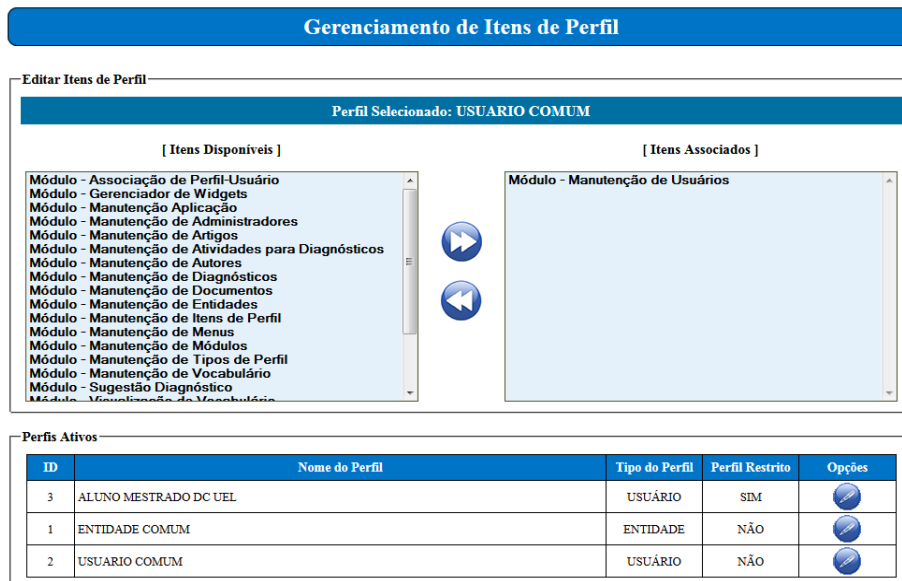 Gerenciamento de Itens de Perfil
Editar Itens de Perfil
Perfil Selecionado: USUARIO COMUM
[ Itens Disponíveis ]
[ Itens Associados ]
Módulo - Associação de Perfil-Usuário
Módulo - Gerenciador de Widgets
Módulo - Manutenção Aplicação
Módulo - Manutenção de Administradores
Módulo - Manutenção de Artigos
Módulo - Manutenção de Atividades para Diagnósticos
Módulo - Manutenção de Autores
Módulo - Manutenção de Diagnósticos
Módulo - Manutenção de Documentos
Módulo - Manutenção de Entidades
Módulo - Manutenção de Itens de Perfil
Módulo - Manutenção de Menus
Módulo - Manutenção de Módulos
Módulo - Manutenção de Tipos de Perfil
Módulo - Manutenção de Vocabulário
Módulo - Sugestão Diagnóstico
Módulo - Visualização de Vocabulário
Módulo - Manutenção de Usuários
Perfis Ativos
ID Nome do Perfil Tipo do Perfil Perfil Restrito Opções
3 ALUNO MESTRADO DC UEL USUÁRIO SIM
1 ENTIDADE COMUM ENTIDADE NÃO
2 USUARIO COMUM USUÁRIO NÃO